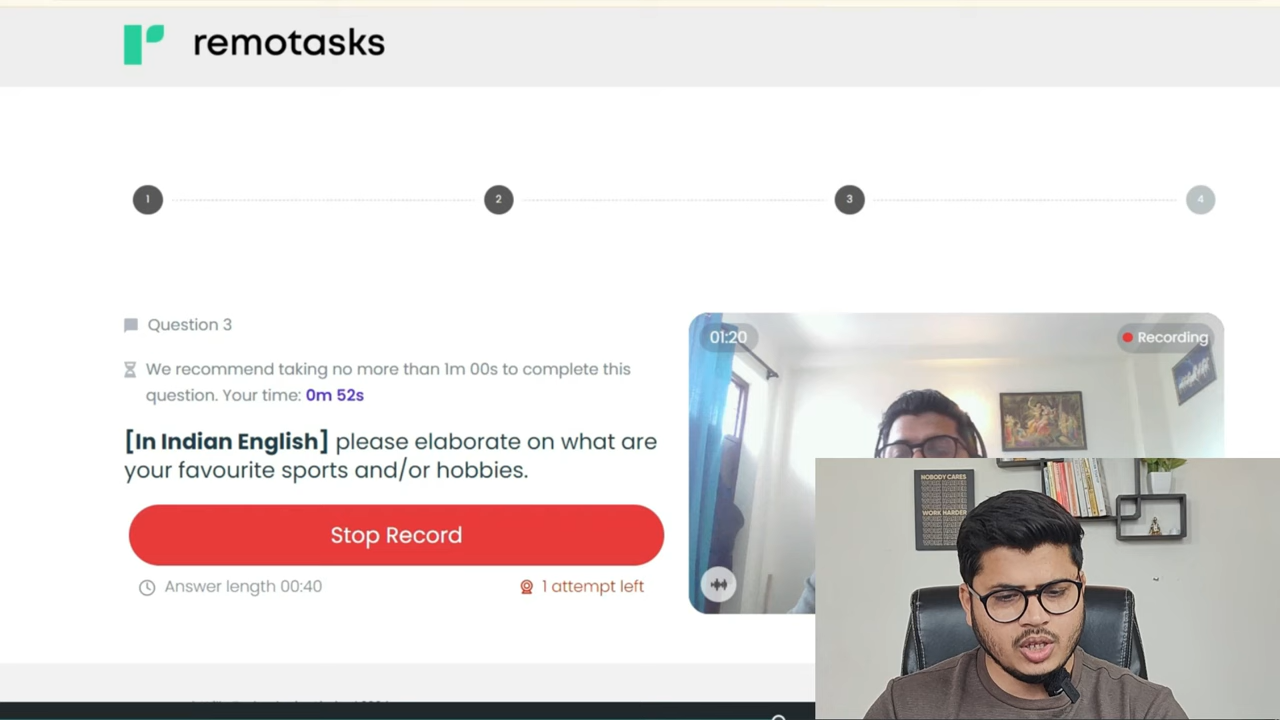 remotasks
1
2
3
4
Question 3
We recommend taking no more than 1m 00s to complete this
question. Your time: 0m 52s
[In Indian English] please elaborate on what are
your favourite sports and/or hobbies.
Stop Record
Answer length 00:40
1 attempt left
01:20
Recording
NOBODY CARES
WORK HARDER